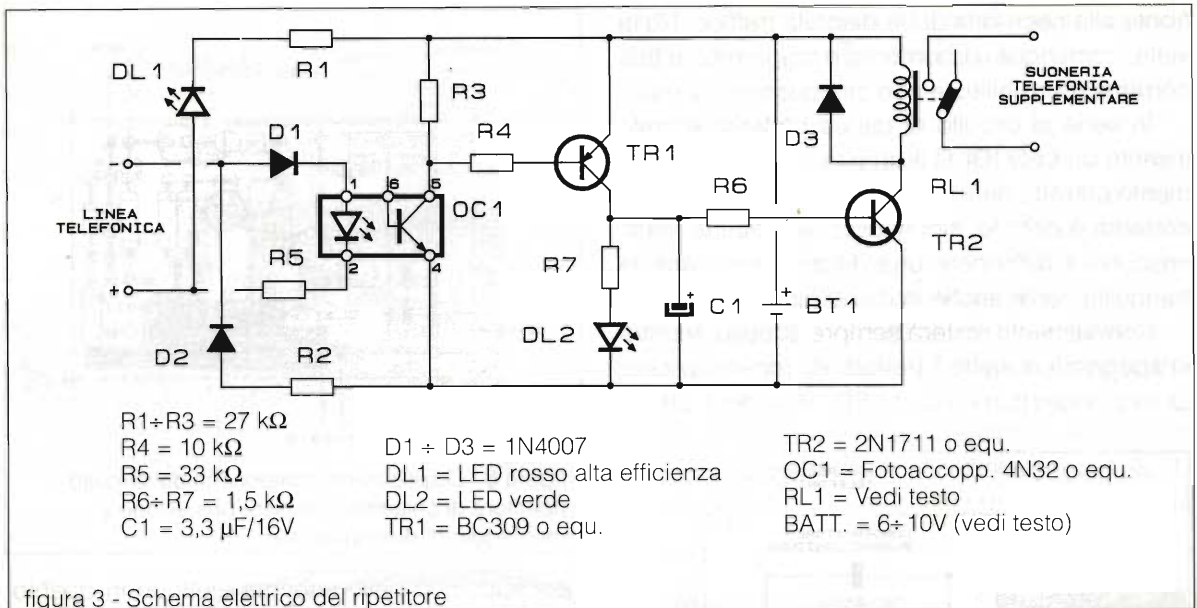 DL1
R1
R3
D1
R4
TR1
D3
SUONERIA
TELEFONICA
SUPPLEMENTARE
-
1
6
5
OC1
R6
RL1
LINEA
TELEFONICA
R5
2
4
R7
TR2
+
+
+
C1
BT1
D2
R2
DL2
R1÷R3 = 27 kΩ
R4 = 10 kΩ
R5 = 33 kΩ
R6÷R7 = 1,5 kΩ
C1 = 3,3 µF/16V
D1 ÷ D3 = 1N4007
DL1 = LED rosso alta efficienza
DL2 = LED verde
TR1 = BC309 o equ.
TR2 = 2N1711 o equ.
OC1 = Fotoaccopp. 4N32 o equ.
RL1 = Vedi testo
BATT. = 6÷10V (vedi testo)
figura 3 - Schema elettrico del ripetitore